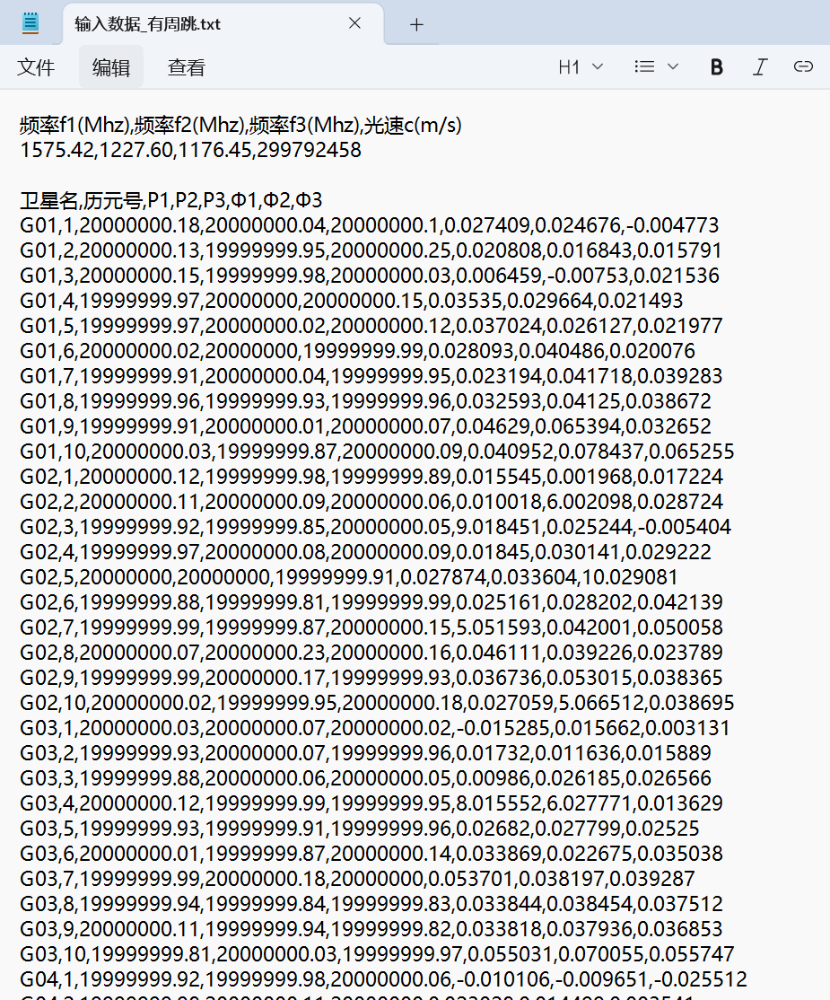 输入数据_有周跳.txt
文件 编辑 查看 H1 B I
频率f1(Mhz),频率f2(Mhz),频率f3(Mhz),光速c(m/s)
1575.42,1227.60,1176.45,299792458
卫星名,历元号,P1,P2,P3,Φ1,Φ2,Φ3
G01,1,20000000.18,20000000.04,20000000.1,0.027409,0.024676,-0.004773
G01,2,20000000.13,19999999.95,20000000.25,0.020808,0.016843,0.015791
G01,3,20000000.15,19999999.98,20000000.03,0.006459,-0.00753,0.021536
G01,4,19999999.97,20000000,20000000.15,0.03535,0.029664,0.021493
G01,5,19999999.97,20000000.02,20000000.12,0.037024,0.026127,0.021977
G01,6,20000000.02,20000000,19999999.99,0.028093,0.040486,0.020076
G01,7,19999999.91,20000000.04,19999999.95,0.023194,0.041718,0.039283
G01,8,19999999.96,19999999.93,19999999.96,0.032593,0.04125,0.038672
G01,9,19999999.91,20000000.01,20000000.07,0.04629,0.065394,0.032652
G01,10,20000000.03,19999999.87,20000000.09,0.040952,0.078437,0.065255
G02,1,20000000.12,19999999.98,19999999.89,0.015545,0.001968,0.017224
G02,2,20000000.11,20000000.09,20000000.06,0.010018,6.002098,0.028724
G02,3,19999999.92,19999999.85,20000000.05,9.018451,0.025244,-0.005404
G02,4,19999999.97,20000000.08,20000000.09,0.01845,0.030141,0.029222
G02,5,20000000,20000000,19999999.91,0.027874,0.033604,10.029081
G02,6,19999999.88,19999999.81,19999999.99,0.025161,0.028202,0.042139
G02,7,19999999.99,19999999.87,20000000.15,5.051593,0.042001,0.050058
G02,8,20000000.07,20000000.23,20000000.16,0.046111,0.039226,0.023789
G02,9,19999999.99,20000000.17,19999999.93,0.036736,0.053015,0.038365
G02,10,20000000.02,19999999.95,20000000.18,0.027059,5.066512,0.038695
G03,1,20000000.03,20000000.07,20000000.02,-0.015285,0.015662,0.003131
G03,2,19999999.93,20000000.07,19999999.96,0.01732,0.011636,0.015889
G03,3,19999999.88,20000000.06,20000000.05,0.00986,0.026185,0.026566
G03,4,20000000.12,19999999.99,19999999.95,8.015552,6.027771,0.013629
G03,5,19999999.93,19999999.91,19999999.96,0.02682,0.027799,0.02525
G03,6,20000000.01,19999999.87,20000000.14,0.033869,0.022675,0.035038
G03,7,19999999.99,20000000.18,20000000,0.053701,0.038197,0.039287
G03,8,19999999.94,19999999.84,19999999.83,0.033844,0.038454,0.037512
G03,9,20000000.11,19999999.94,19999999.82,0.033818,0.037936,0.036853
G03,10,19999999.81,20000000.03,19999999.97,0.055031,0.070055,0.055747
G04,1,19999999.92,19999999.98,20000000.06,-0.010106,-0.009651,-0.025512